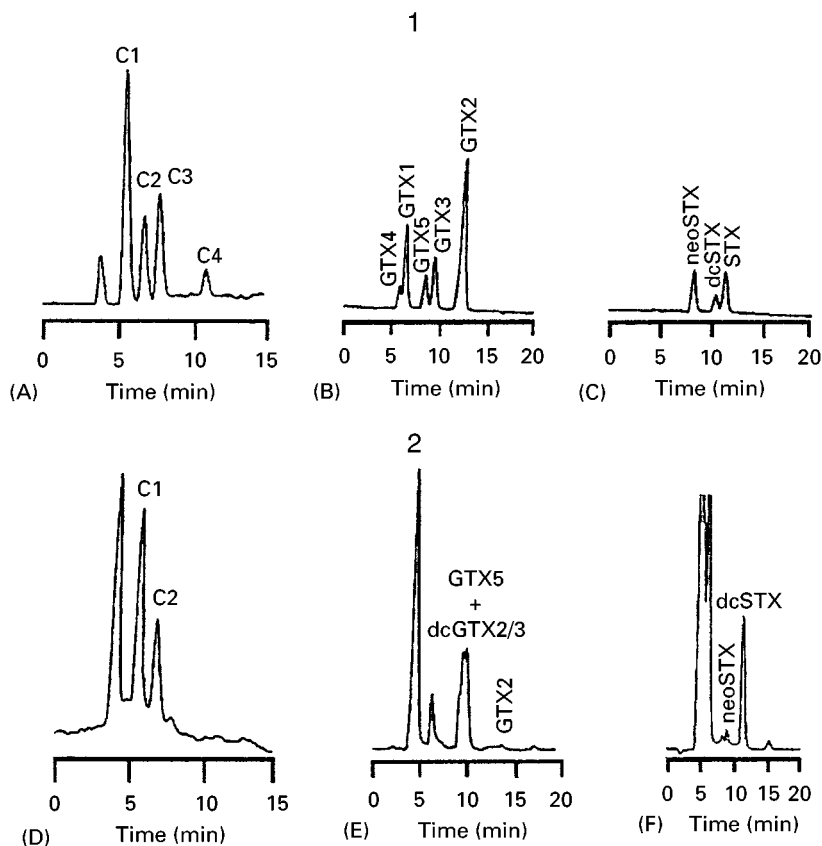 1
C1
C2 C3
C4
0 5 10 15
Time (min)
(A)
GTX4
GTX1
GTX5
GTX3
GTX2
0 5 10 15 20
Time (min)
(B)
neoSTX
dcSTX
STX
0 5 10 15 20
Time (min)
(C)
2
C1
C2
0 5 10 15
Time (min)
(D)
GTX5
+
dcGTX2/3
GTX2
0 5 10 15 20
Time (min)
(E)
neoSTX
dcSTX
0 5 10 15 20
Time (min)
(F)